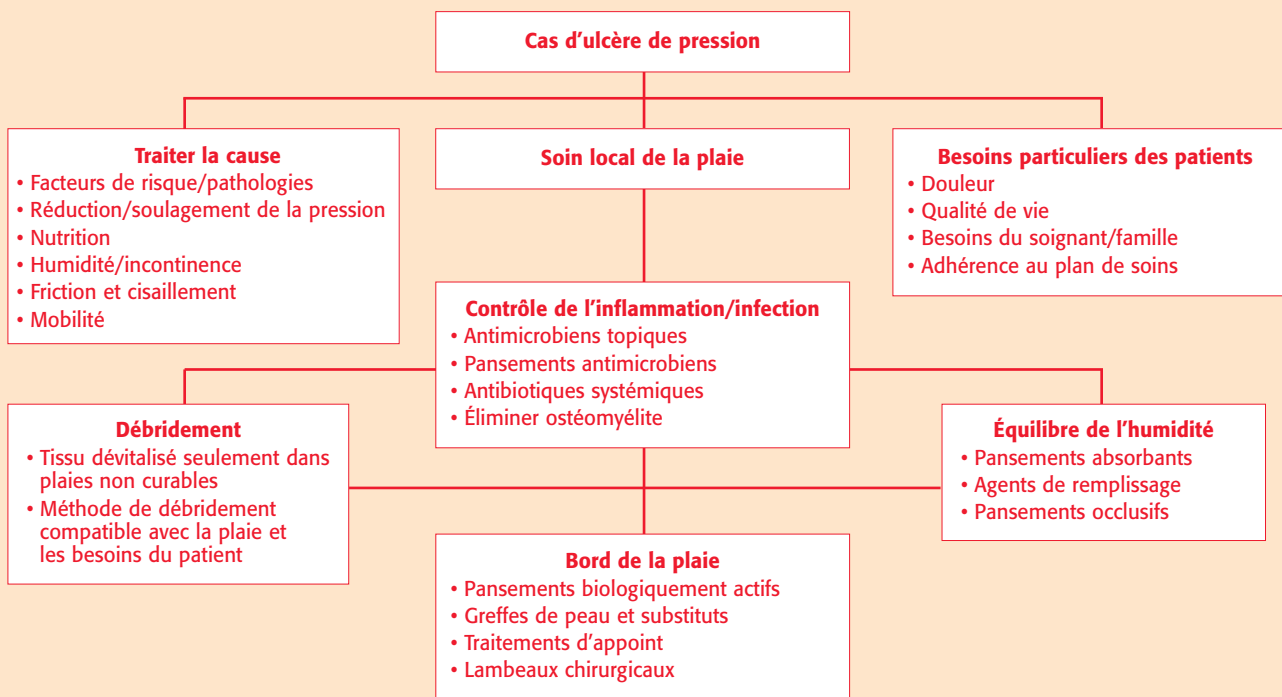 Cas d'ulcère de pression
Traiter la cause
• Facteurs de risque/pathologies
• Réduction/soulagement de la pression
• Nutrition
• Humidité/incontinence
• Friction et cisaillement
• Mobilité
Soin local de la plaie
Besoins particuliers des patients
• Douleur
• Qualité de vie
• Besoins du soignant/famille
• Adhérence au plan de soins
Contrôle de l'inflammation/infection
• Antimicrobiens topiques
• Pansements antimicrobiens
• Antibiotiques systémiques
• Éliminer ostéomyélite
Débridement
• Tissu dévitalisé seulement dans
plaies non curables
• Méthode de débridement
compatible avec la plaie et
les besoins du patient
Équilibre de l'humidité
• Pansements absorbants
• Agents de remplissage
• Pansements occlusifs
Bord de la plaie
• Pansements biologiquement actifs
• Greffes de peau et substituts
• Traitements d'appoint
• Lambeaux chirurgicaux